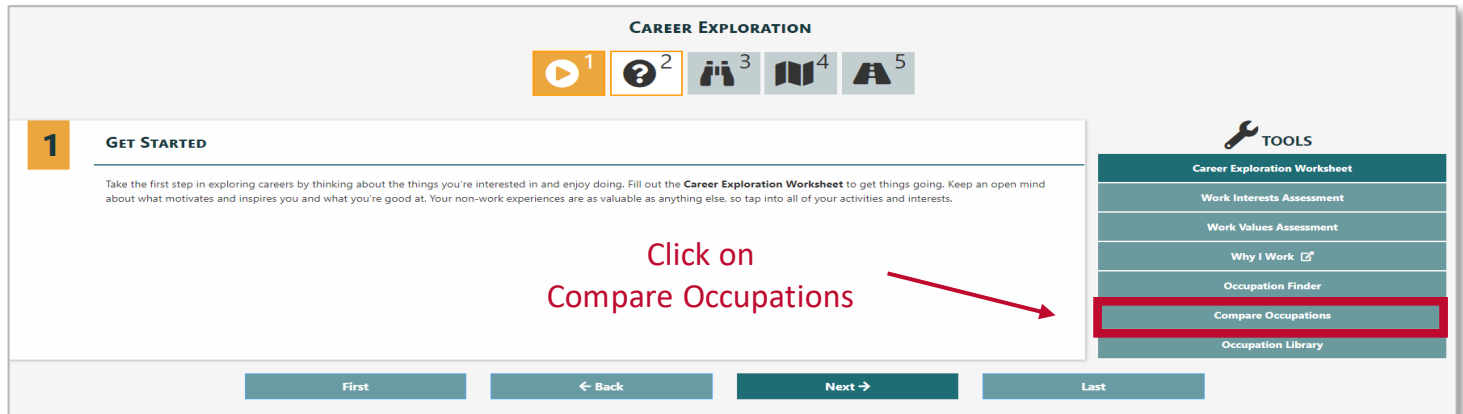 CAREER EXPLORATION
1
2
3
4
5
1
GET STARTED
Take the first step in exploring careers by thinking about the things you're interested in and enjoy doing. Fill out the Career Exploration Worksheet to get things going. Keep an open mind
about what motivates and inspires you and what you're good at. Your non-work experiences are as valuable as anything else, so tap into all of your activities and interests.
Click on
Compare Occupations
TOOLS
Career Exploration Worksheet
Work Interests Assessment
Work Values Assessment
Why I Work
Occupation Finder
Compare Occupations
Occupation Library
First
← Back
Next →
Last